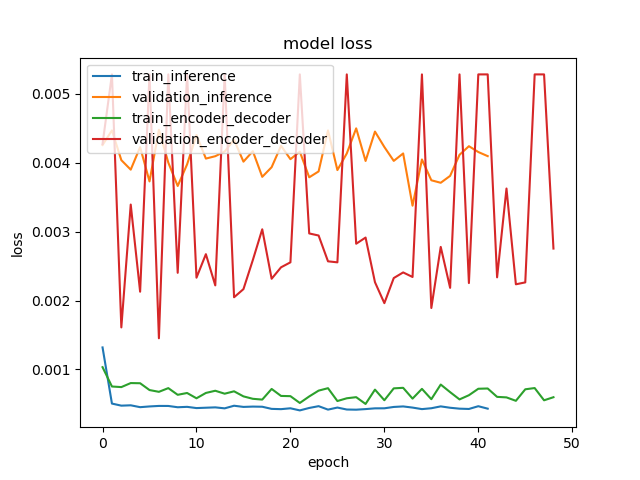 model loss
train_inference
validation_inference
train_encoder_decoder
validation_encoder_decoder
0.005
0.004
0.003
0.002
0.001
loss
0 10 20 30 40 50
epoch